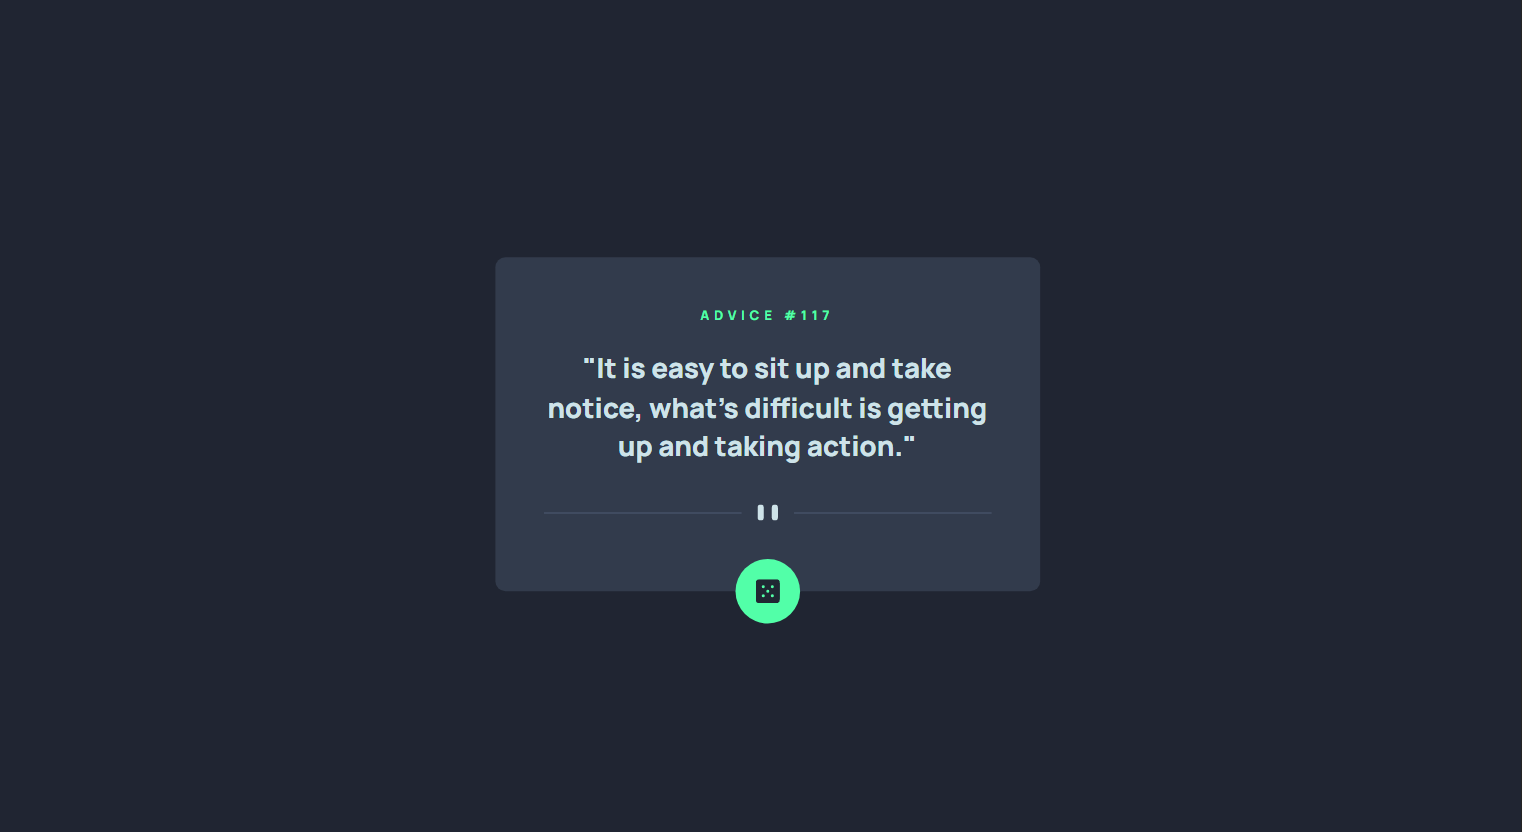 ADVICE #117
"It is easy to sit up and take
notice, what's difficult is getting
up and taking action."